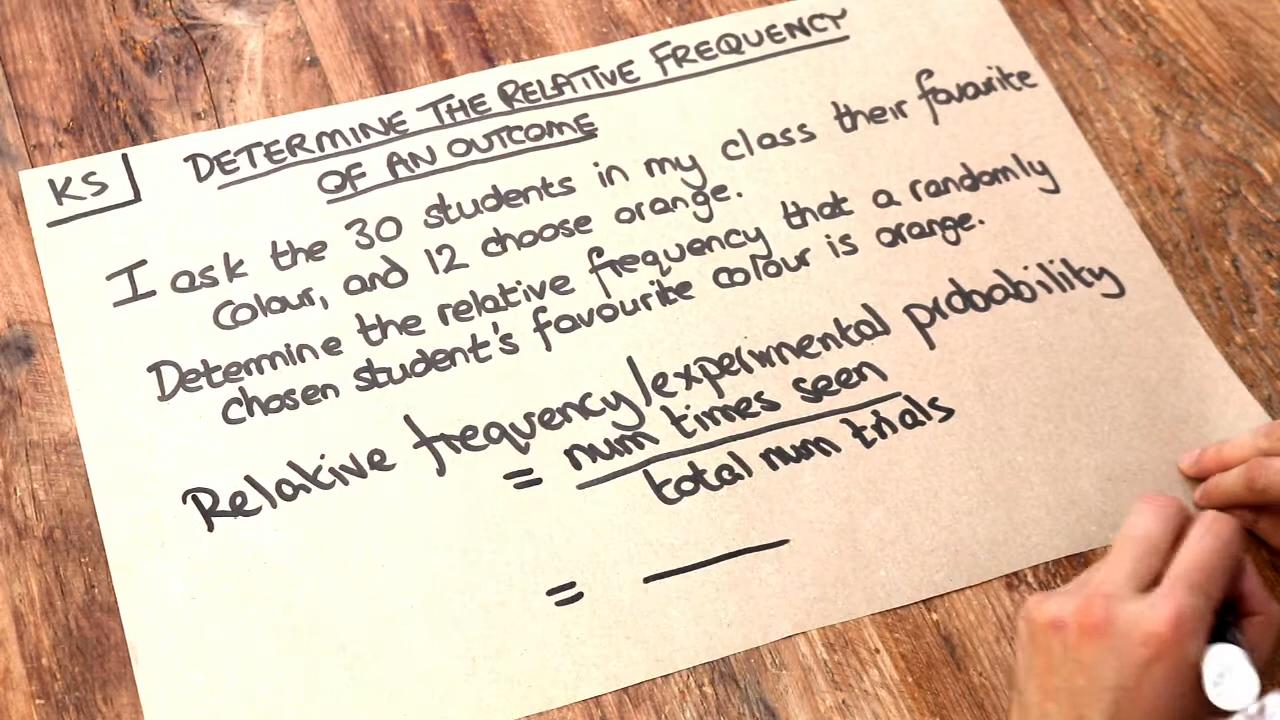 KS
DETERMINE THE RELATIVE FREQUENCY
OF AN OUTCOME
I ask the 30 students in my class their favourite
colour, and 12 choose orange.
Determine the relative frequency that a randomly
chosen student's favourite colour is orange.
Relative frequency/experimental probability
= num times seen
total num trials
=